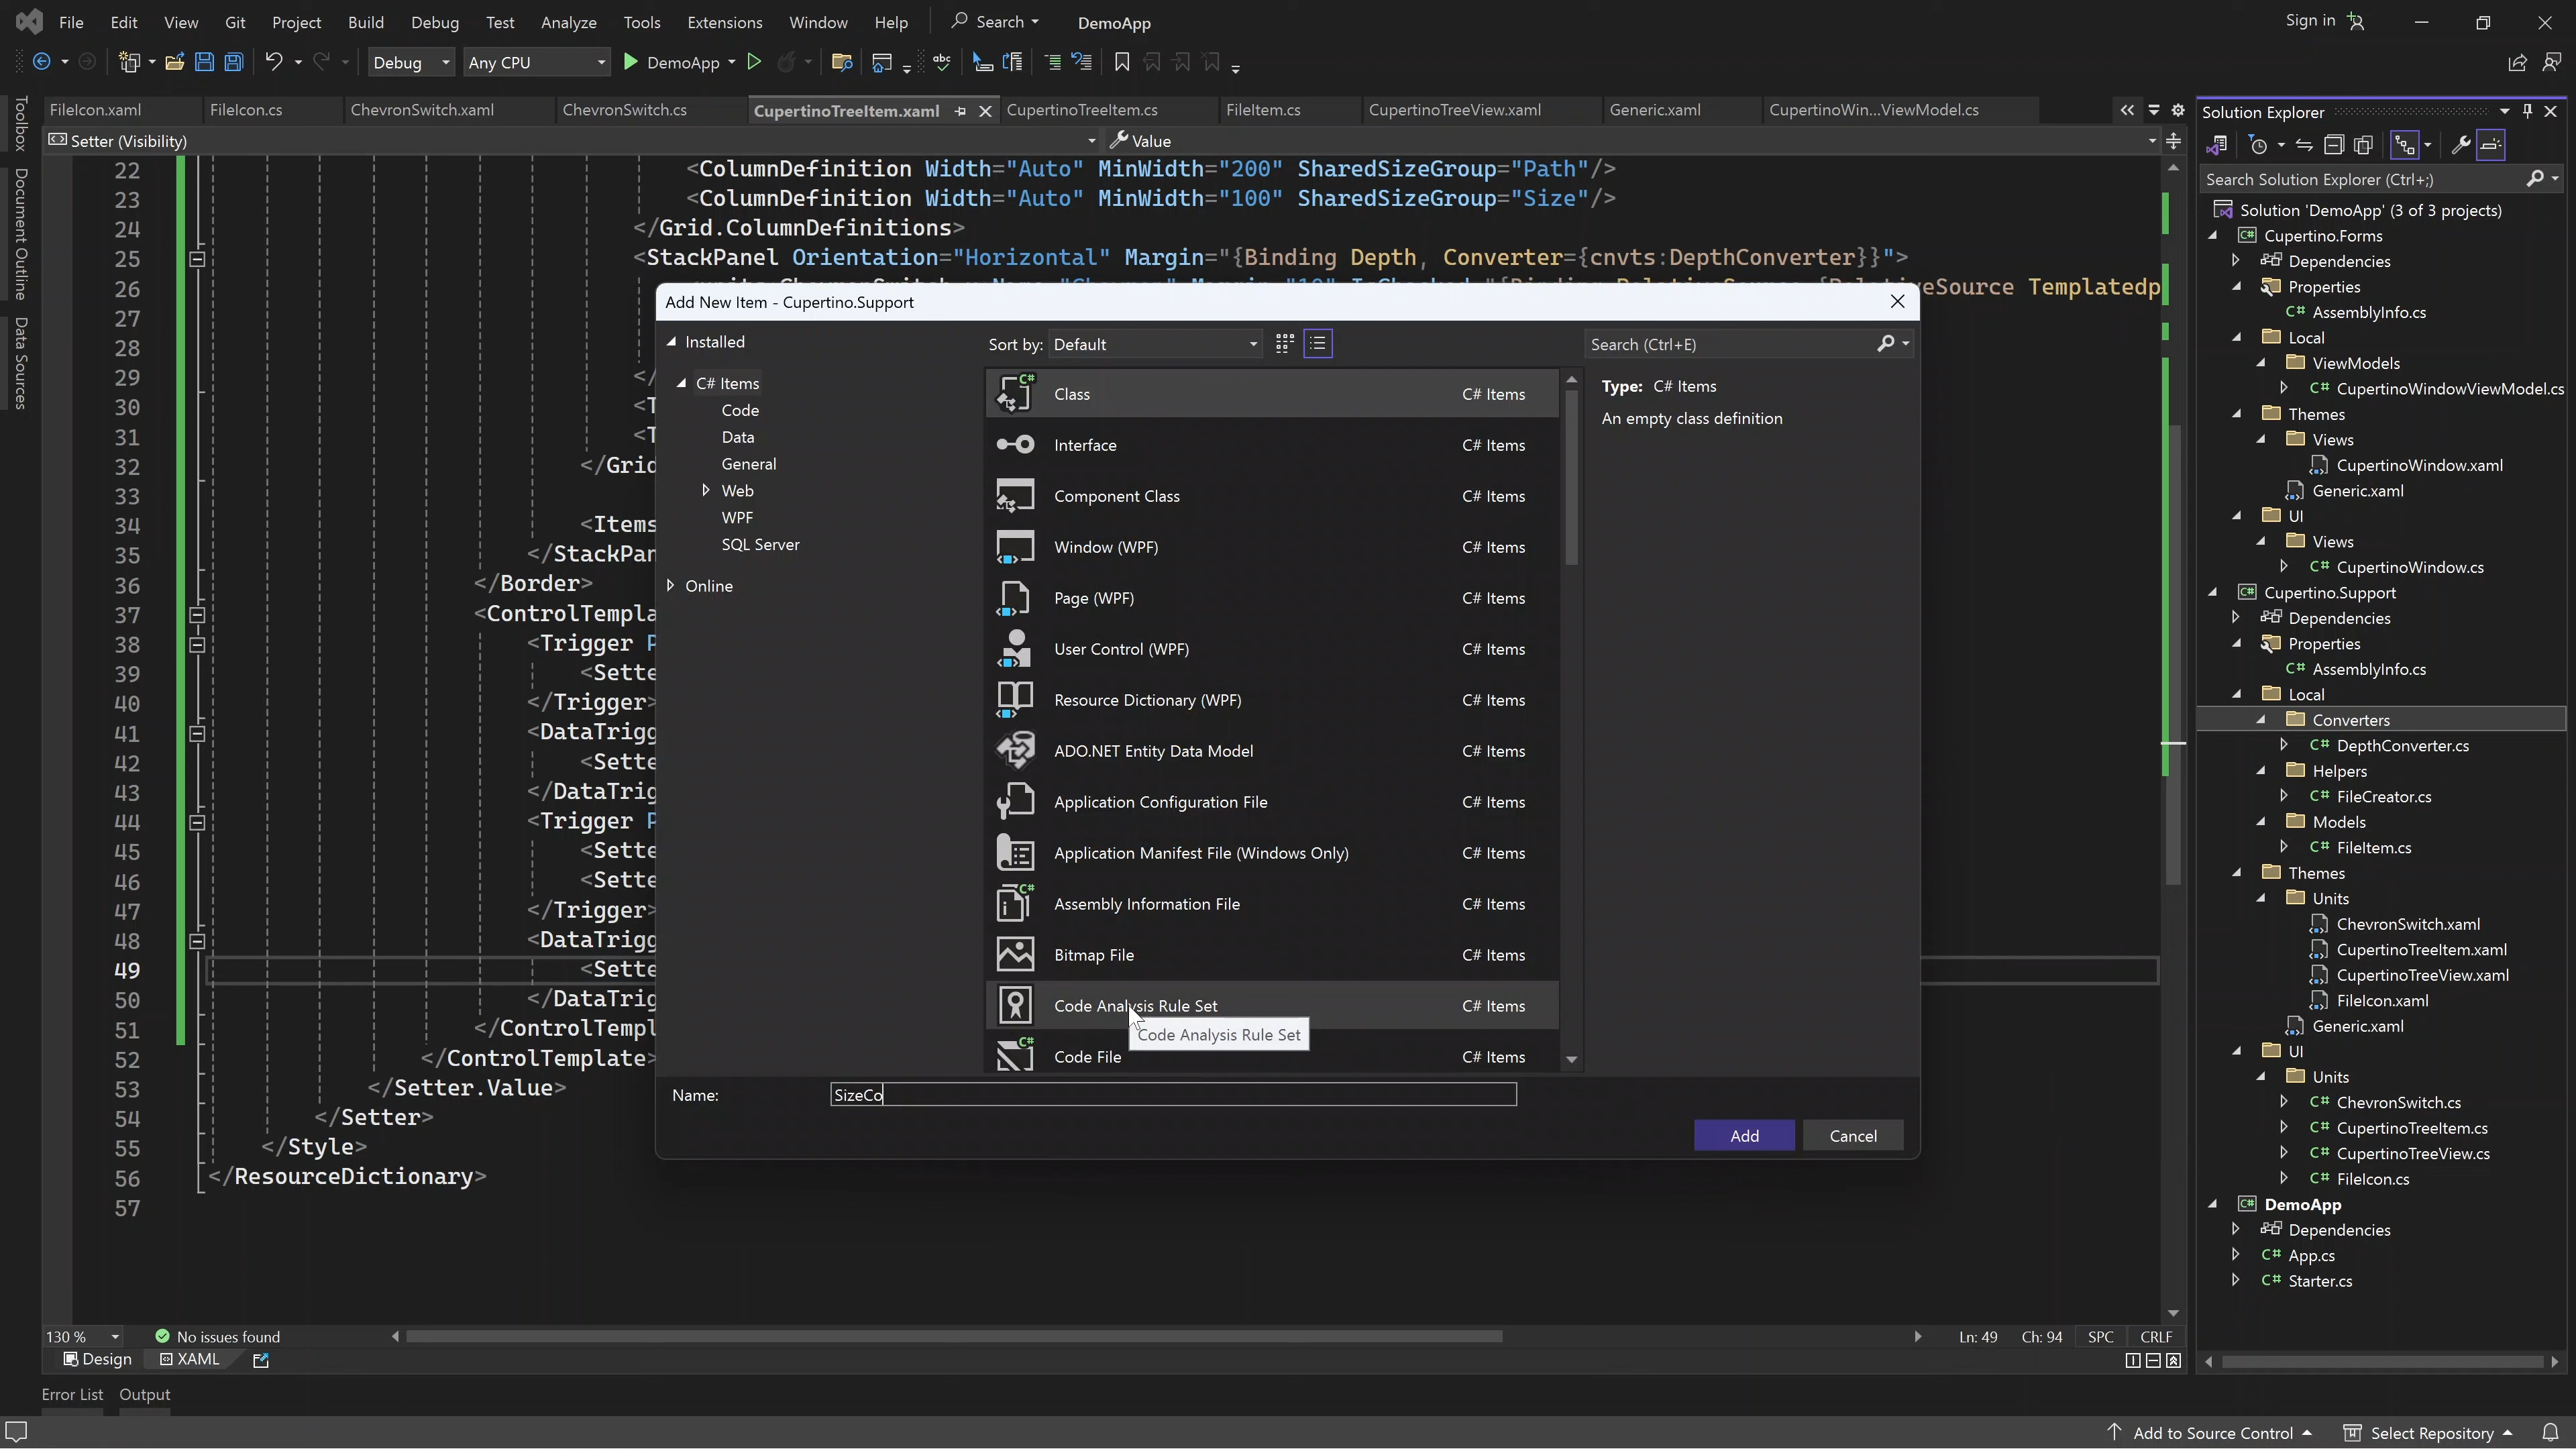 File Edit View Git Project Build Debug Test Analyze Tools Extensions Window Help Search DemoApp Sign in
Debug Any CPU DemoApp
FileIcon.xaml FileIcon.cs ChevronSwitch.xaml ChevronSwitch.cs CupertinoTreeItem.xaml CupertinoTreeItem.cs FileItem.cs CupertinoTreeView.xaml Generic.xaml CupertinoWin...ViewModel.cs
Setter (Visibility) Value
Toolbox
Document Outline
Data Sources
22 <ColumnDefinition Width="Auto" MinWidth="200" SharedSizeGroup="Path"/>
23 <ColumnDefinition Width="Auto" MinWidth="100" SharedSizeGroup="Size"/>
24 </Grid.ColumnDefinitions>
25 <StackPanel Orientation="Horizontal" Margin="{Binding Depth, Converter={cnvts:DepthConverter}}">
26 Source Templatedp
27
28
29 </
30 <T
31 <T
32 </Grid
33
34 <Items
35 </StackPan
36 </Border>
37 <ControlTempla
38 <Trigger P
39 <Sette
40 </Trigger>
41 <DataTrigg
42 <Sette
43 </DataTrig
44 <Trigger P
45 <Sette
46 <Sette
47 </Trigger>
48 <DataTrigg
49 <Sette
50 </DataTrig
51 </ControlTempl
52 </ControlTemplate>
53 </Setter.Value>
54 </Setter>
55 </Style>
56 </ResourceDictionary>
57
Add New Item - Cupertino.Support
Installed
C# Items
Code
Data
General
Web
WPF
SQL Server
Online
Sort by: Default
Search (Ctrl+E)
Class C# Items
Interface C# Items
Component Class C# Items
Window (WPF) C# Items
Page (WPF) C# Items
User Control (WPF) C# Items
Resource Dictionary (WPF) C# Items
ADO.NET Entity Data Model C# Items
Application Configuration File C# Items
Application Manifest File (Windows Only) C# Items
Assembly Information File C# Items
Bitmap File C# Items
Code Analysis Rule Set C# Items
Code Analysis Rule Set
Code File C# Items
Type: C# Items
An empty class definition
Name: SizeCo
Add Cancel
Solution Explorer
Search Solution Explorer (Ctrl+;)
Solution 'DemoApp' (3 of 3 projects)
Cupertino.Forms
Dependencies
Properties
C# AssemblyInfo.cs
Local
ViewModels
C# CupertinoWindowViewModel.cs
Themes
Views
CupertinoWindow.xaml
Generic.xaml
UI
Views
C# CupertinoWindow.cs
Cupertino.Support
Dependencies
Properties
C# AssemblyInfo.cs
Local
Converters
C# DepthConverter.cs
Helpers
C# FileCreator.cs
Models
C# FileItem.cs
Themes
Units
ChevronSwitch.xaml
CupertinoTreeItem.xaml
CupertinoTreeView.xaml
FileIcon.xaml
Generic.xaml
UI
Units
C# ChevronSwitch.cs
C# CupertinoTreeItem.cs
C# CupertinoTreeView.cs
C# FileIcon.cs
DemoApp
Dependencies
C# App.cs
C# Starter.cs
130 % No issues found Ln: 49 Ch: 94 SPC CRLF
Design XAML
Error List Output
Add to Source Control Select Repository